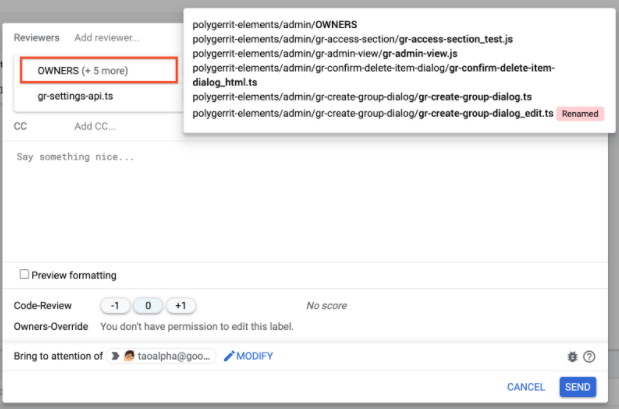 Reviewers Add reviewer...
OWNERS (+ 5 more)
gr-settings-api.ts
polygerrit-elements/admin/OWNERS
polygerrit-elements/admin/gr-access-section/gr-access-section_test.js
polygerrit-elements/admin/gr-admin-view/gr-admin-view.js
polygerrit-elements/admin/gr-confirm-delete-item-dialog/gr-confirm-delete-item-
dialog_html.ts
polygerrit-elements/admin/gr-create-group-dialog/gr-create-group-dialog.ts
polygerrit-elements/admin/gr-create-group-dialog/gr-create-group-dialog_edit.ts Renamed
CC Add CC...
Say something nice...
Preview formatting
Code-Review -1 0 +1 No score
Owners-Override You don't have permission to edit this label.
Bring to attention of taoalpha@goo... MODIFY
CANCEL SEND